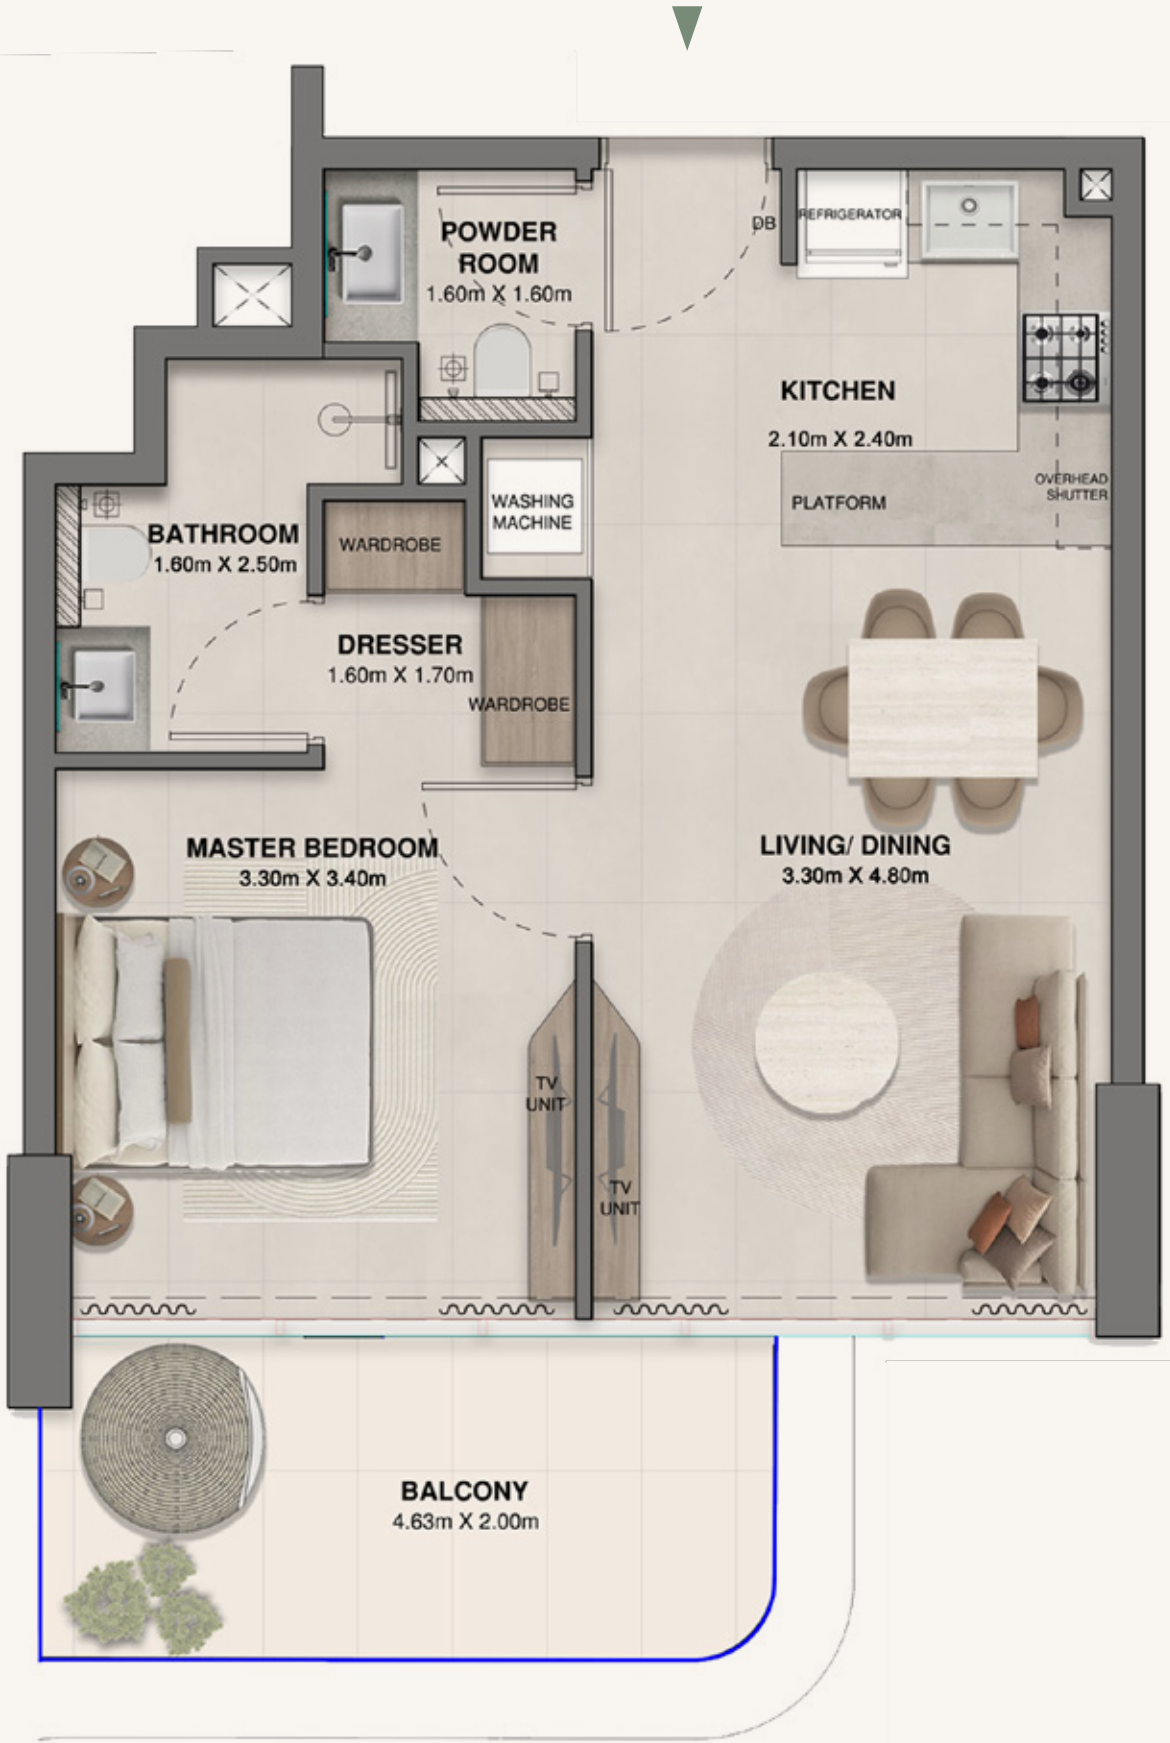 POWDER
ROOM
1.60m X 1.60m
DB
REFRIGERATOR
KITCHEN
2.10m X 2.40m
OVERHEAD
SHUTTER
PLATFORM
WASHING
MACHINE
WARDROBE
BATHROOM
1.60m X 2.50m
DRESSER
1.60m X 1.70m
WARDROBE
MASTER BEDROOM
3.30m X 3.40m
LIVING/ DINING
3.30m X 4.80m
TV
UNIT
TV
UNIT
BALCONY
4.63m X 2.00m